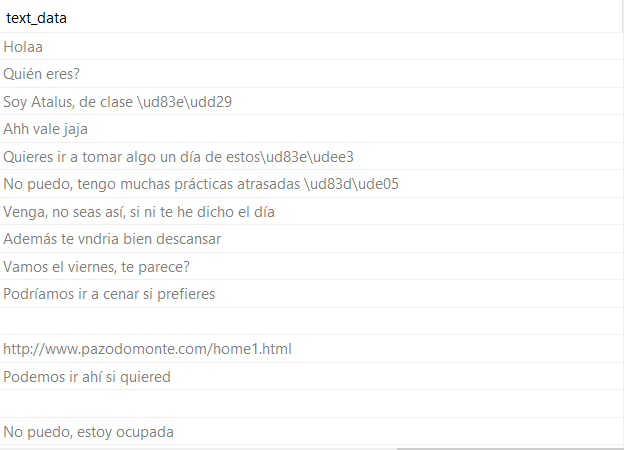 text_data
Holaa
Quién eres?
Soy Atalus, de clase \ud83e\udd29
Ahh vale jaja
Quieres ir a tomar algo un día de estos\ud83e\udee3
No puedo, tengo muchas prácticas atrasadas \ud83d\ude05
Venga, no seas así, si ni te he dicho el día
Además te vndria bien descansar
Vamos el viernes, te parece?
Podríamos ir a cenar si prefieres
http://www.pazodomonte.com/home1.html
Podemos ir ahí si quiered
No puedo, estoy ocupada